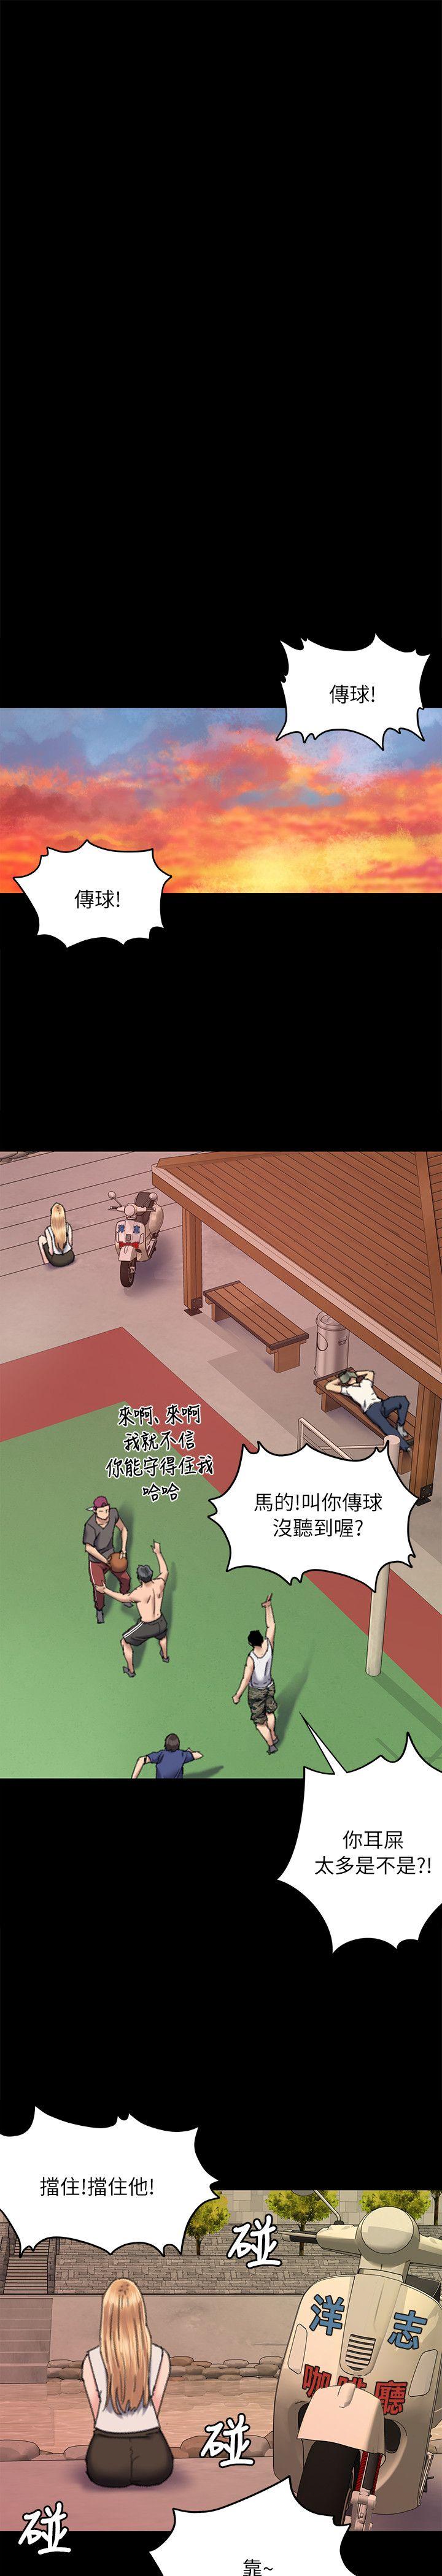 傳球!
傳球!
洋志
來啊、來啊
我就不信
你能守得住我
哈哈
馬的!叫你傳球
沒聽到喔?
你耳屎
太多是不是?!
擋住!擋住他!
碰
洋志
咖啡廳
碰
碰
靠~